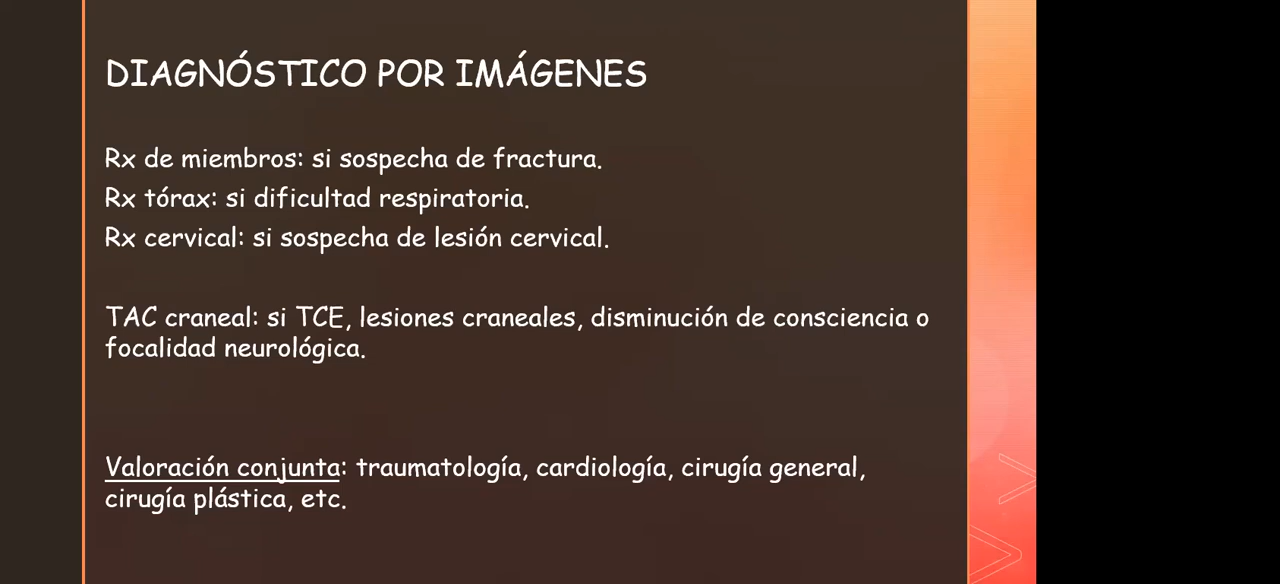 DIAGNÓSTICO POR IMÁGENES
Rx de miembros: si sospecha de fractura.
Rx tórax: si dificultad respiratoria.
Rx cervical: si sospecha de lesión cervical.
TAC craneal: si TCE, lesiones craneales, disminución de consciencia o
focalidad neurológica.
Valoración conjunta: traumatología, cardiología, cirugía general,
cirugía plástica, etc.